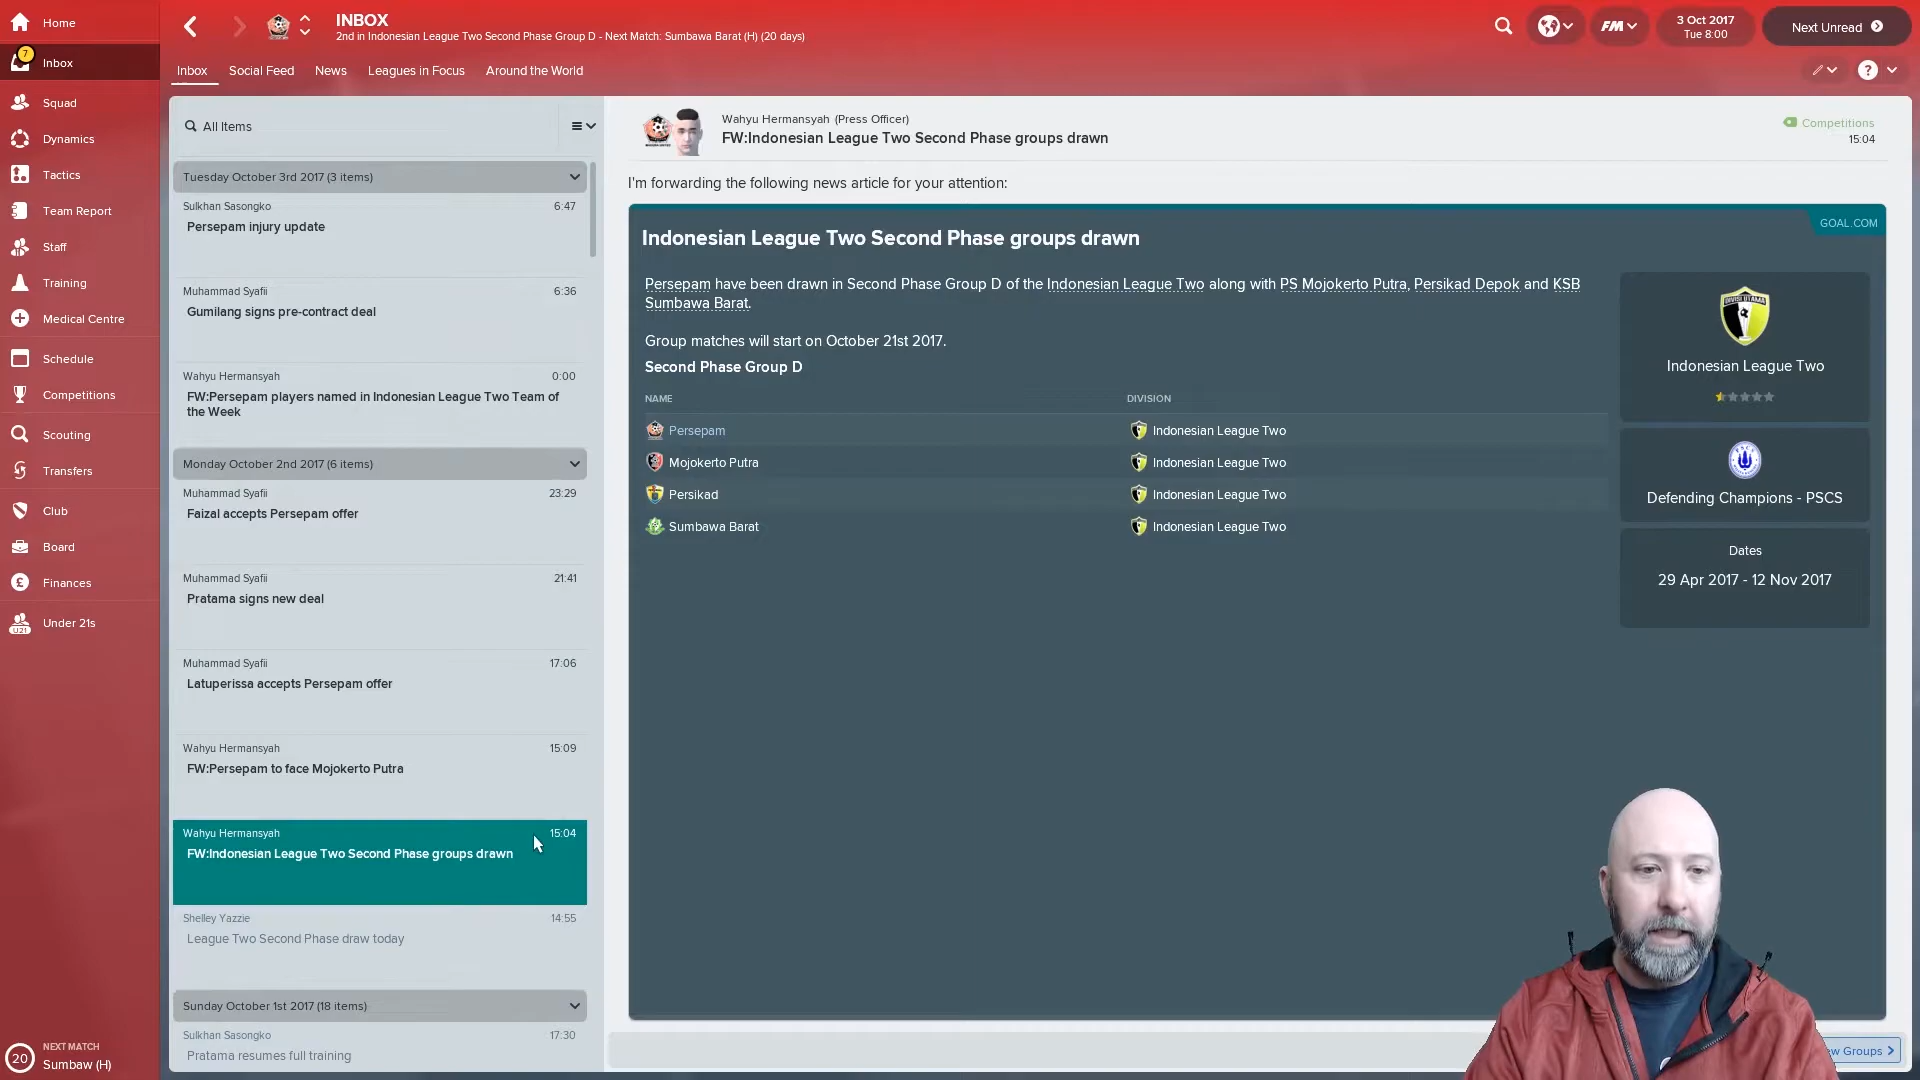 Home
7
Inbox
Squad
Dynamics
Tactics
Team Report
Staff
Training
Medical Centre
Schedule
Competitions
Scouting
Transfers
Club
Board
Finances
U21
Under 21s
20
NEXT MATCH
Sumbaw (H)
INBOX
2nd in Indonesian League Two Second Phase Group D - Next Match: Sumbawa Barat (H) (20 days)
FM
3 Oct 2017
Tue 8:00
Next Unread
Inbox
Social Feed
News
Leagues in Focus
Around the World
?
All Items
Tuesday October 3rd 2017 (3 items)
Sulkhan Sasongko
6:47
Persepam injury update
Muhammad Syafii
6:36
Gumilang signs pre-contract deal
Wahyu Hermansyah
0:00
FW:Persepam players named in Indonesian League Two Team of
the Week
Monday October 2nd 2017 (6 items)
Muhammad Syafii
23:29
Faizal accepts Persepam offer
Muhammad Syafii
21:41
Pratama signs new deal
Muhammad Syafii
17:06
Latuperissa accepts Persepam offer
Wahyu Hermansyah
15:09
FW:Persepam to face Mojokerto Putra
Wahyu Hermansyah
15:04
FW:Indonesian League Two Second Phase groups drawn
Shelley Yazzie
14:55
League Two Second Phase draw today
Sunday October 1st 2017 (18 items)
Sulkhan Sasongko
17:30
Pratama resumes full training
Wahyu Hermansyah (Press Officer)
FW:Indonesian League Two Second Phase groups drawn
Competitions
15:04
I'm forwarding the following news article for your attention:
GOAL.COM
Indonesian League Two Second Phase groups drawn
Persepam have been drawn in Second Phase Group D of the Indonesian League Two along with PS Mojokerto Putra, Persikad Depok and KSB
Sumbawa Barat.
Group matches will start on October 21st 2017.
Second Phase Group D
NAME
DIVISION
Persepam
Indonesian League Two
Mojokerto Putra
Indonesian League Two
Persikad
Indonesian League Two
Sumbawa Barat
Indonesian League Two
DIVISI UTAMA
Indonesian League Two
Defending Champions - PSCS
Dates
29 Apr 2017 - 12 Nov 2017
Groups